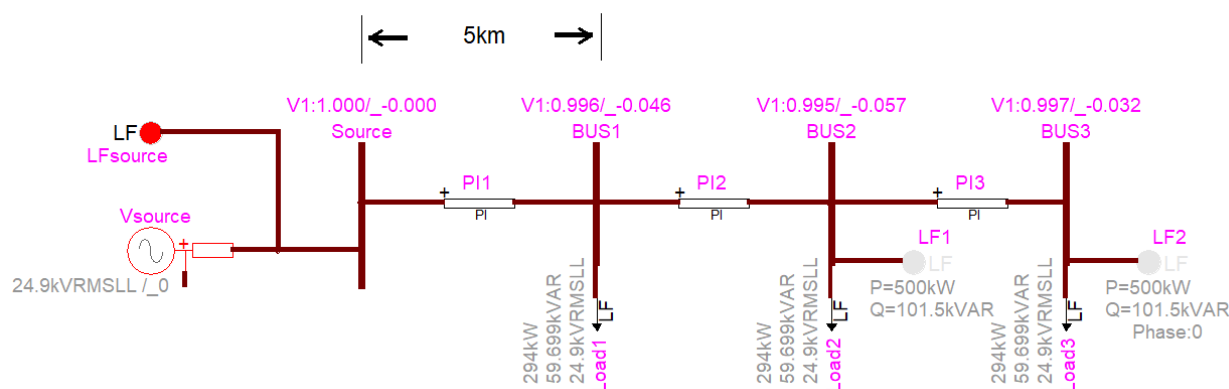 5km
V1:1.000/_-0.000
Source
V1:0.996/_-0.046
BUS1
V1:0.995/_-0.057
BUS2
V1:0.997/_-0.032
BUS3
LF
LFsource
Vsource
+
24.9kVRMSLL /_0
+
PI1
PI
+
PI2
PI
+
PI3
PI
LF
294kW
59.699kVAR
24.9kVRMSLL
oad1
LF1
LF
P=500kW
Q=101.5kVAR
LF
294kW
59.699kVAR
24.9kVRMSLL
oad2
LF2
LF
P=500kW
Q=101.5kVAR
Phase:0
LF
294kW
59.699kVAR
24.9kVRMSLL
oad3